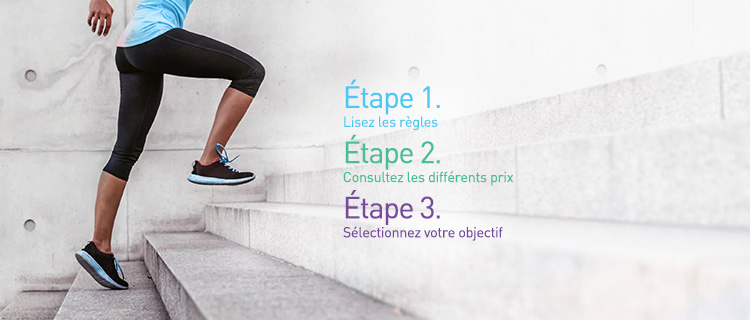 Étape 1.
Lisez les règles
Étape 2.
Consultez les différents prix
Étape 3.
Sélectionnez votre objectif